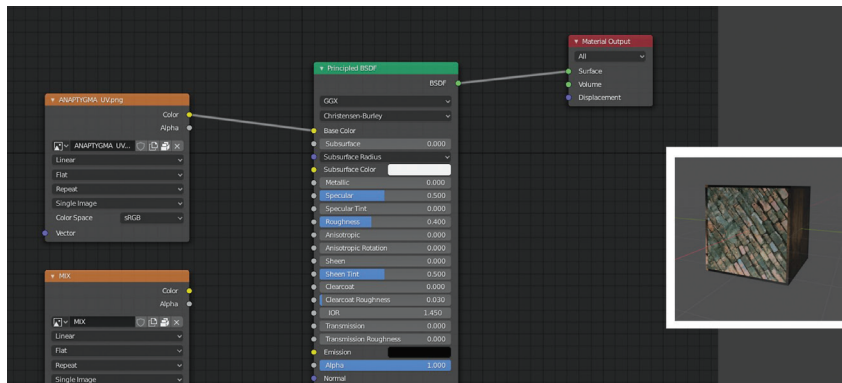 ANAPTYGMA UV.png
Color
Alpha
ANAPTYGMA UV...
Linear
Flat
Repeat
Single Image
Color Space sRGB
Vector
MIX
Color
Alpha
MIX
Linear
Flat
Repeat
Single Image
Principled BSDF
BSDF
GGX
Christensen-Burley
Base Color
Subsurface 0.000
Subsurface Radius
Subsurface Color
Metallic 0.000
Specular 0.500
Specular Tint 0.000
Roughness 0.400
Anisotropic 0.000
Anisotropic Rotation 0.000
Sheen 0.000
Sheen Tint 0.500
Clearcoat 0.000
Clearcoat Roughness 0.030
IOR 1.450
Transmission 0.000
Transmission Roughness 0.000
Emission
Alpha 1.000
Normal
Material Output
All
Surface
Volume
Displacement